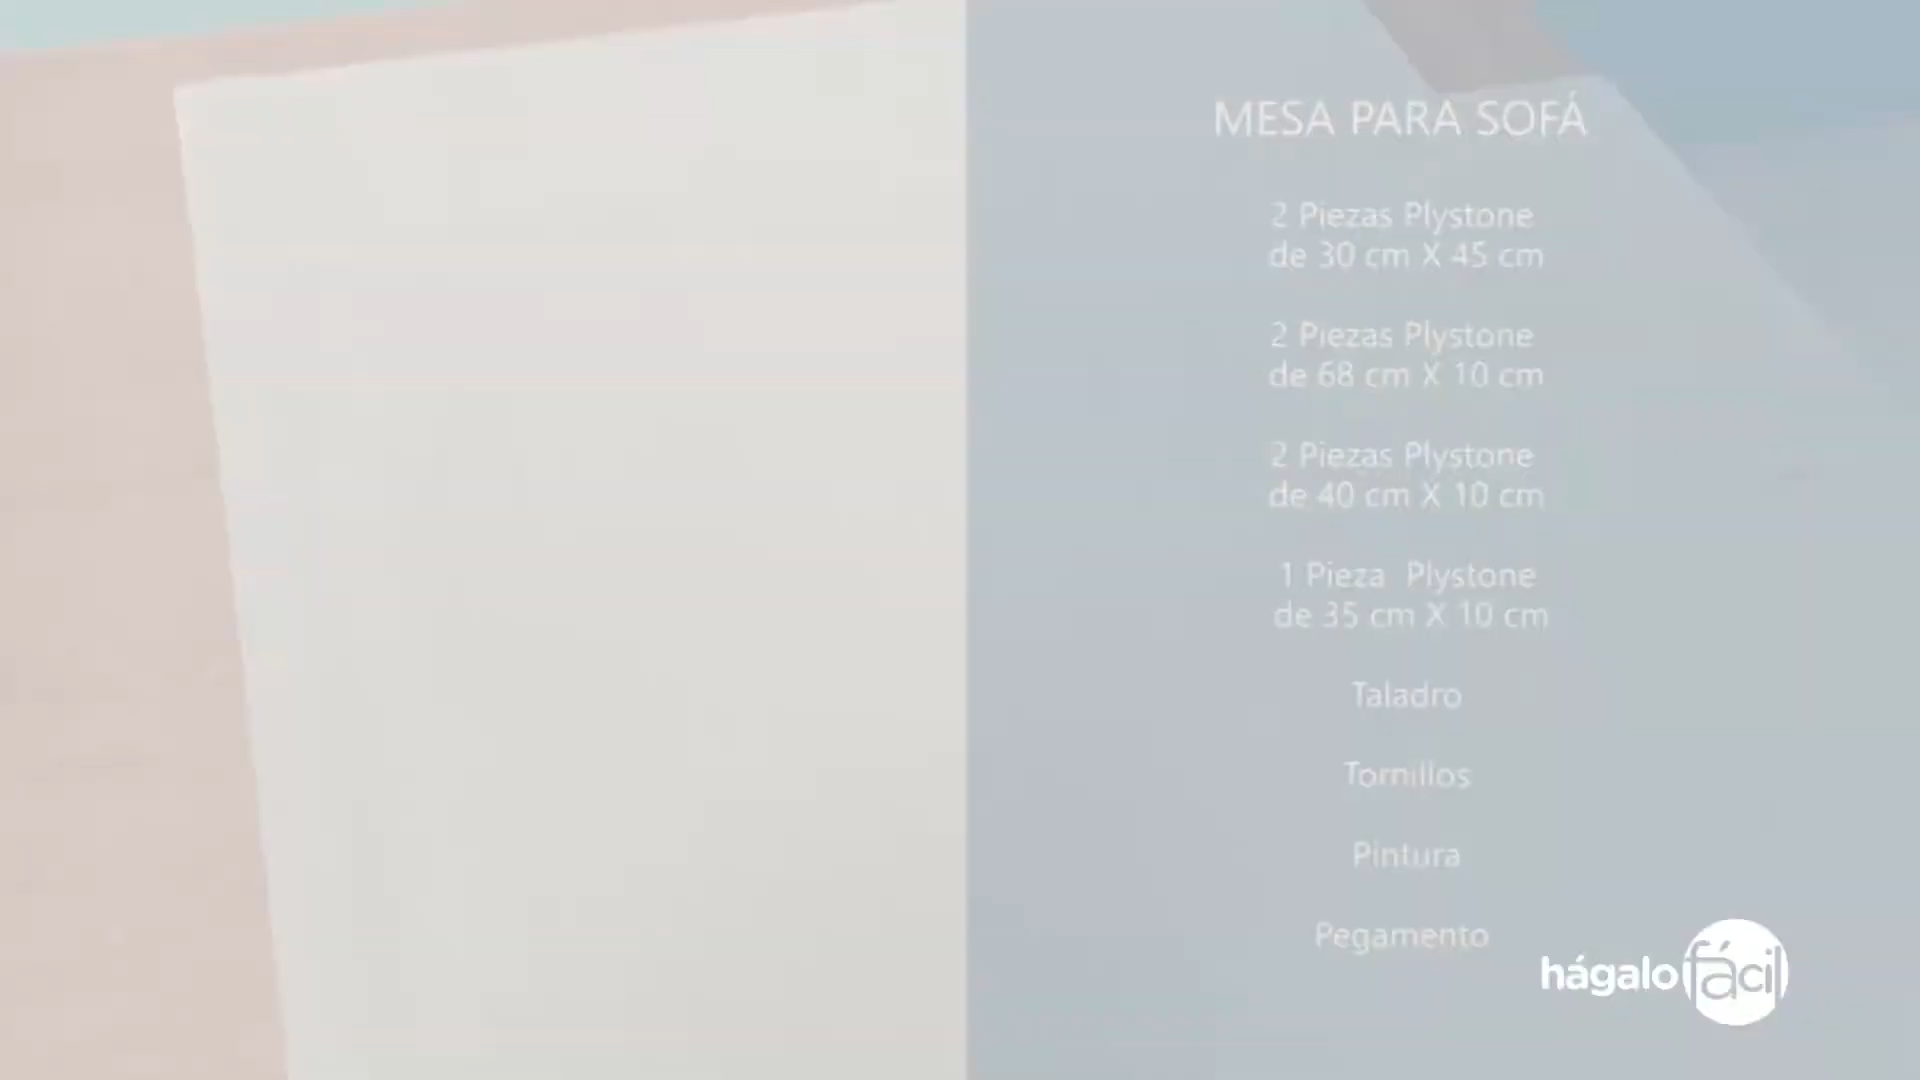 MESA PARA SOFÁ
2 Piezas Plystone
de 30 cm X 45 cm
2 Piezas Plystone
de 68 cm X 10 cm
2 Piezas Plystone
de 40 cm X 10 cm
1 Pieza Plystone
de 35 cm X 10 cm
Taladro
Tornillos
Pintura
Pegamento
hágalo fácil